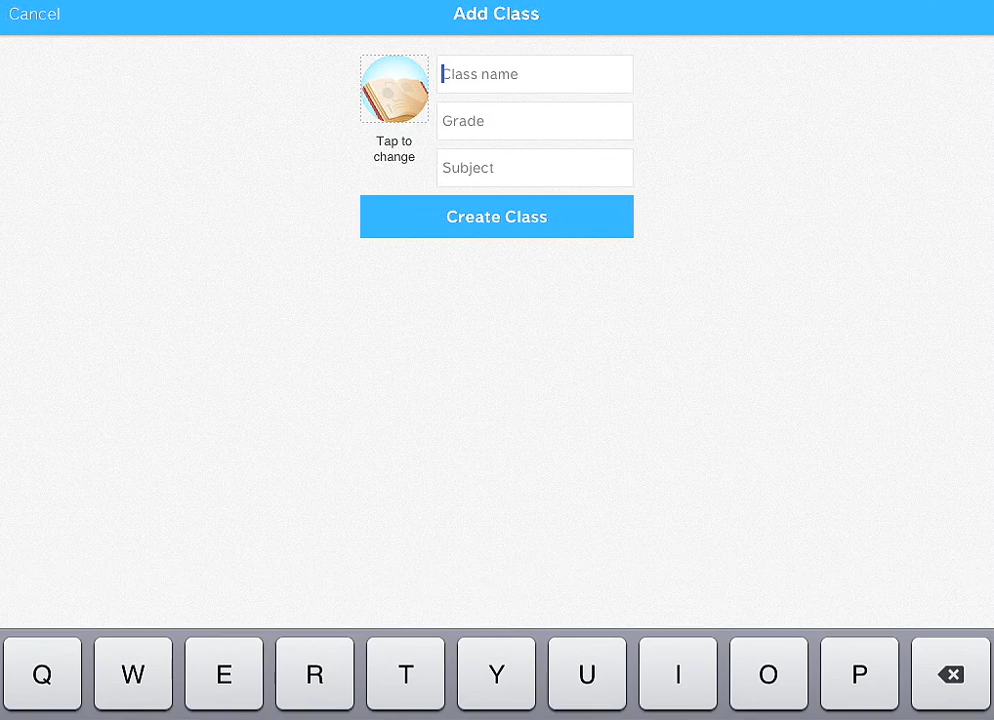 Cancel
Add Class
Class name
Grade
Tap to
change
Subject
Create Class
Q W E R T Y U I O P